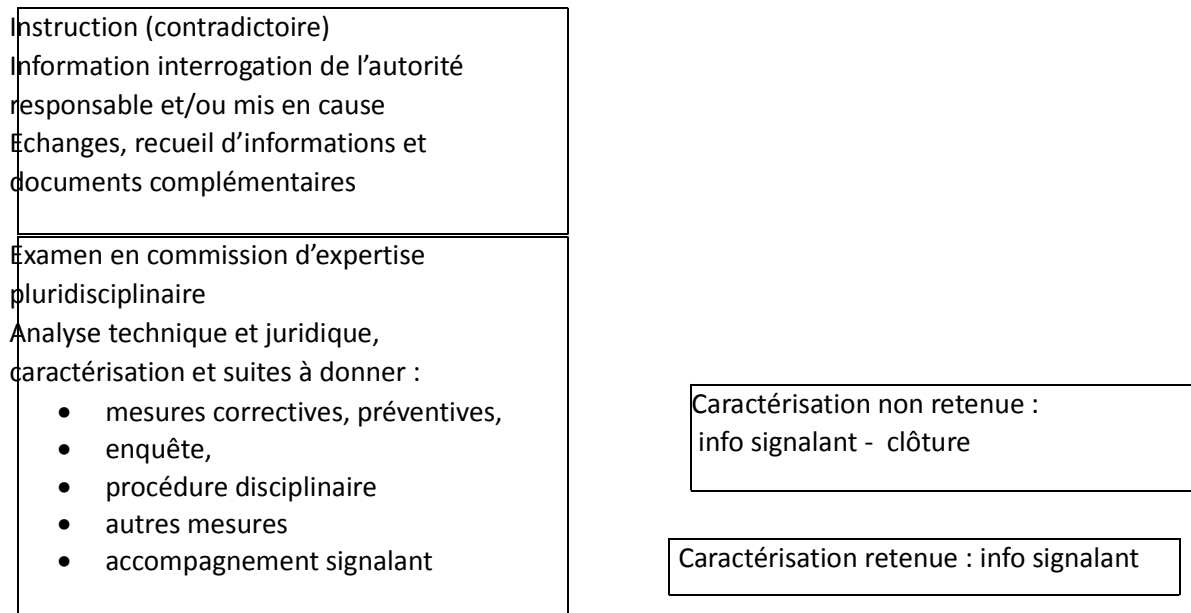 Instruction (contradictoire)
Information interrogation de l’autorité
responsable et/ou mis en cause
Echanges, recueil d’informations et
documents complémentaires
Examen en commission d’expertise
pluridisciplinaire
Analyse technique et juridique,
caractérisation et suites à donner :
• mesures correctives, préventives,
• enquête,
• procédure disciplinaire
• autres mesures
• accompagnement signalant
Caractérisation non retenue :
info signalant - clôture
Caractérisation retenue : info signalant